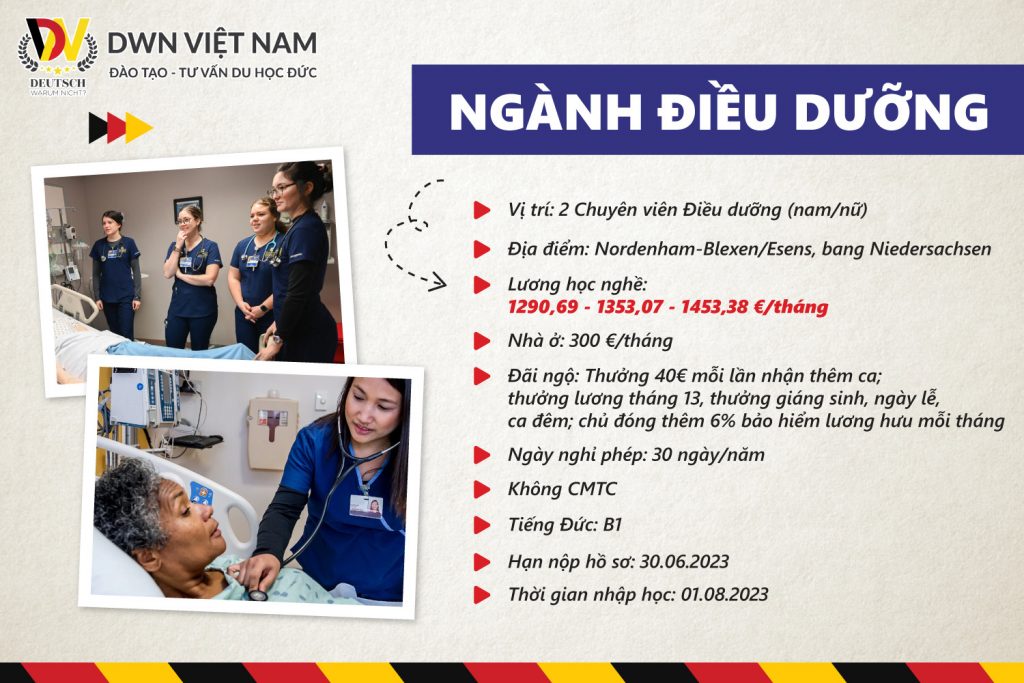 DWN VIỆT NAM
ĐÀO TẠO - TƯ VẤN DU HỌC ĐỨC
DEUTSCH
WARUM NICHT?
NGÀNH ĐIỀU DƯỠNG
Vị trí: 2 Chuyên viên Điều dưỡng (nam/nữ)
Địa điểm: Nordenham-Blexen/Esens, bang Niedersachsen
Lương học nghề:
1290,69 - 1353,07 - 1453,38 €/tháng
Nhà ở: 300 €/tháng
Đãi ngộ: Thưởng 40€ mỗi lần nhận thêm ca;
thưởng lương tháng 13, thưởng giáng sinh, ngày lễ,
ca đêm; chủ đóng thêm 6% bảo hiểm lương hưu mỗi tháng
Ngày nghỉ phép: 30 ngày/năm
Không CMTC
Tiếng Đức: B1
Hạn nộp hồ sơ: 30.06.2023
Thời gian nhập học: 01.08.2023